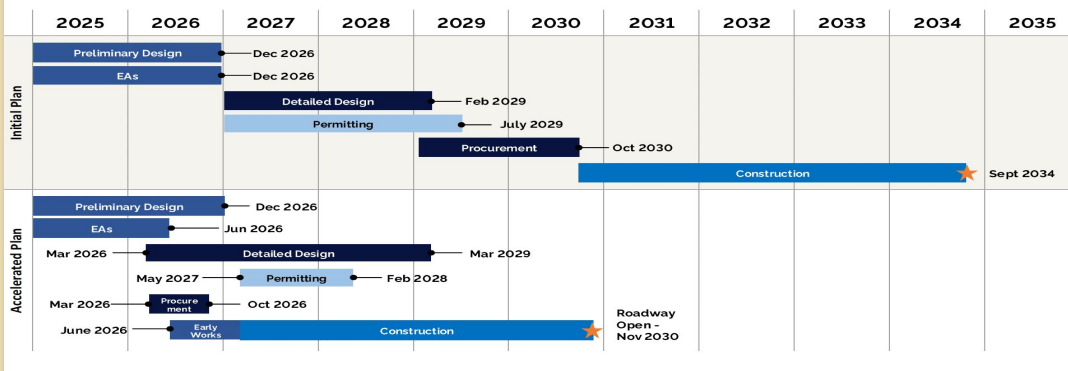 2025 2026 2027 2028 2029 2030 2031 2032 2033 2034 2035
Initial Plan
Preliminary Design Dec 2026
EAs Dec 2026
Detailed Design Feb 2029
Permitting July 2029
Procurement Oct 2030
Construction Sept 2034
Accelerated Plan
Preliminary Design Dec 2026
EAs Jun 2026
Mar 2026 Detailed Design Mar 2029
May 2027 Permitting Feb 2028
Mar 2026 Procure
ment Oct 2026
June 2026 Early
Works Construction
Roadway
Open -
Nov 2030